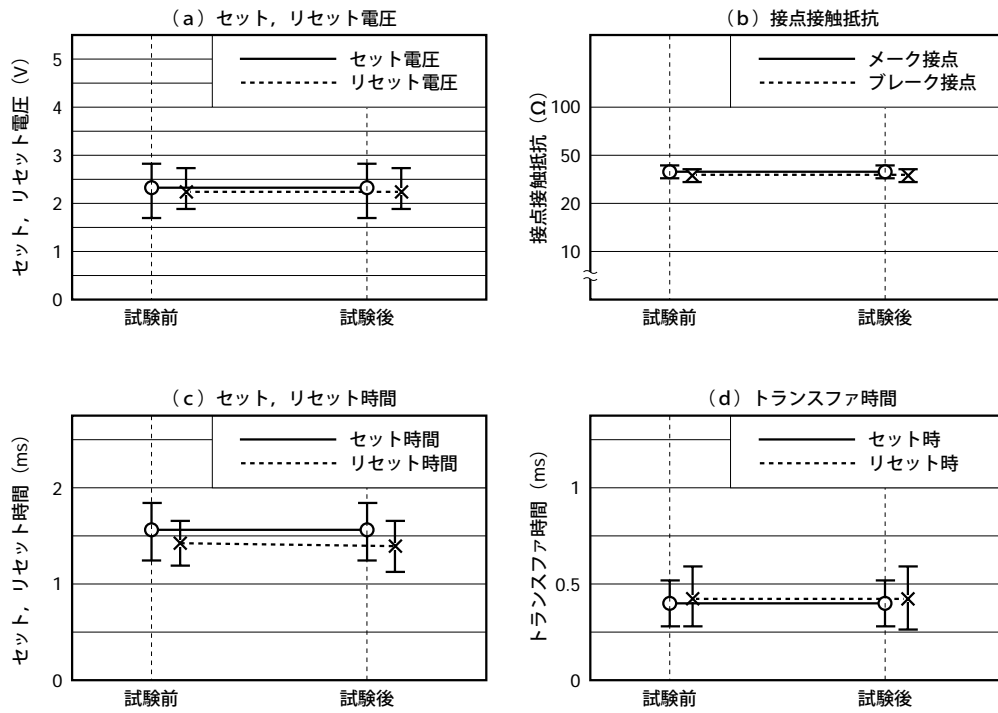 (a) セット，リセット電圧
セット電圧
リセット電圧
セット，リセット電圧 (V)
5
4
3
2
1
0
試験前
試験後
(b) 接点接触抵抗
メーク接点
ブレーク接点
接点接触抵抗 (Ω)
100
50
20
10
試験前
試験後
(c) セット，リセット時間
セット時間
リセット時間
セット，リセット時間 (ms)
2
1
0
試験前
試験後
(d) トランスファ時間
セット時
リセット時
トランスファ時間 (ms)
1
0.5
0
試験前
試験後